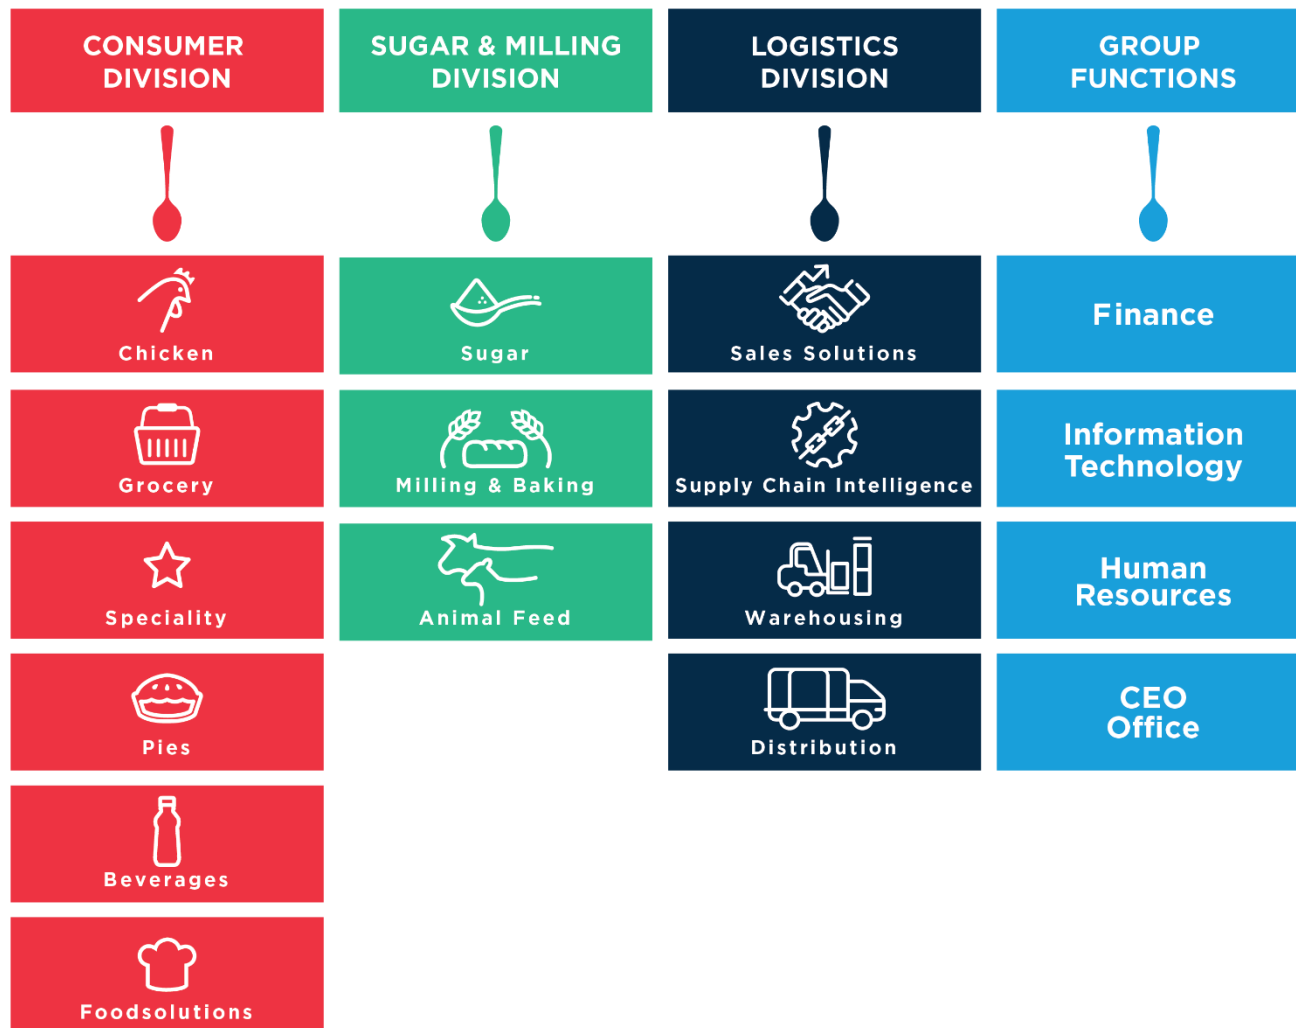 CONSUMER
DIVISION
Chicken
Grocery
Speciality
Pies
Beverages
Foodsolutions
SUGAR & MILLING
DIVISION
Sugar
Milling & Baking
Animal Feed
LOGISTICS
DIVISION
Sales Solutions
Supply Chain Intelligence
Warehousing
Distribution
GROUP
FUNCTIONS
Finance
Information
Technology
Human
Resources
CEO
Office